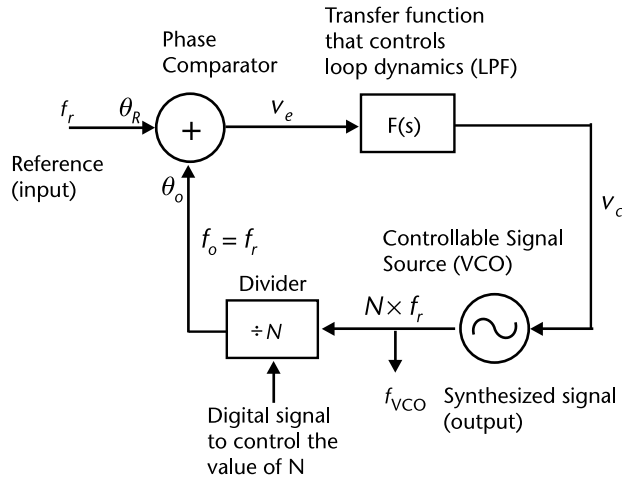 Transfer function
that controls
loop dynamics (LPF)
Phase
Comparator
f_r
θ_R
+
v_e
F(s)
Reference
(input)
θ_o
v_c
f_o = f_r
Controllable Signal
Source (VCO)
Divider
÷N
N × f_r
f_VCO
Synthesized signal
(output)
Digital signal
to control the
value of N